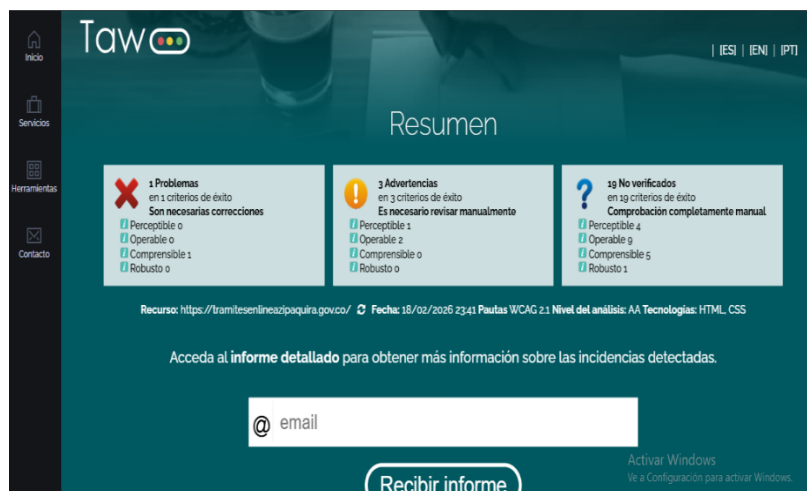 Taw
| [ES] | [EN] | [PT]
Inicio
Servicios
Herramientas
Contacto
Resumen
1 Problemas
en 1 criterios de éxito
Son necesarias correcciones
Perceptible 0
Operable 0
Comprensible 1
Robusto 0
3 Advertencias
en 3 criterios de éxito
Es necesario revisar manualmente
Perceptible 1
Operable 2
Comprensible 0
Robusto 0
19 No verificados
en 19 criterios de éxito
Comprobación completamente manual
Perceptible 4
Operable 9
Comprensible 5
Robusto 1
Recurso: https://tramitesenlineazipaquira.gov.co/ Fecha: 18/02/2026 23:41 Pautas WCAG 2.1 Nivel del análisis: AA Tecnologías: HTML, CSS
Acceda al informe detallado para obtener más información sobre las incidencias detectadas.
@ email
Recibir informe
Activar Windows
Ve a Configuración para activar Windows.